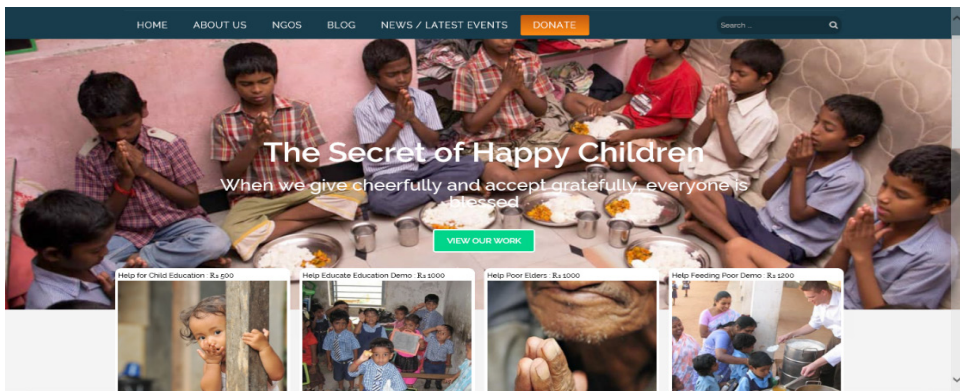 HOME ABOUT US NGOS BLOG NEWS / LATEST EVENTS DONATE Search ...
The Secret of Happy Children
When we give cheerfully and accept gratefully, everyone is
blessed
VIEW OUR WORK
Help for Child Education : Rs 500 Help Educate Education Demo : Rs 1000 Help Poor Elders : Rs 1000 Help Feeding Poor Demo : Rs 1200